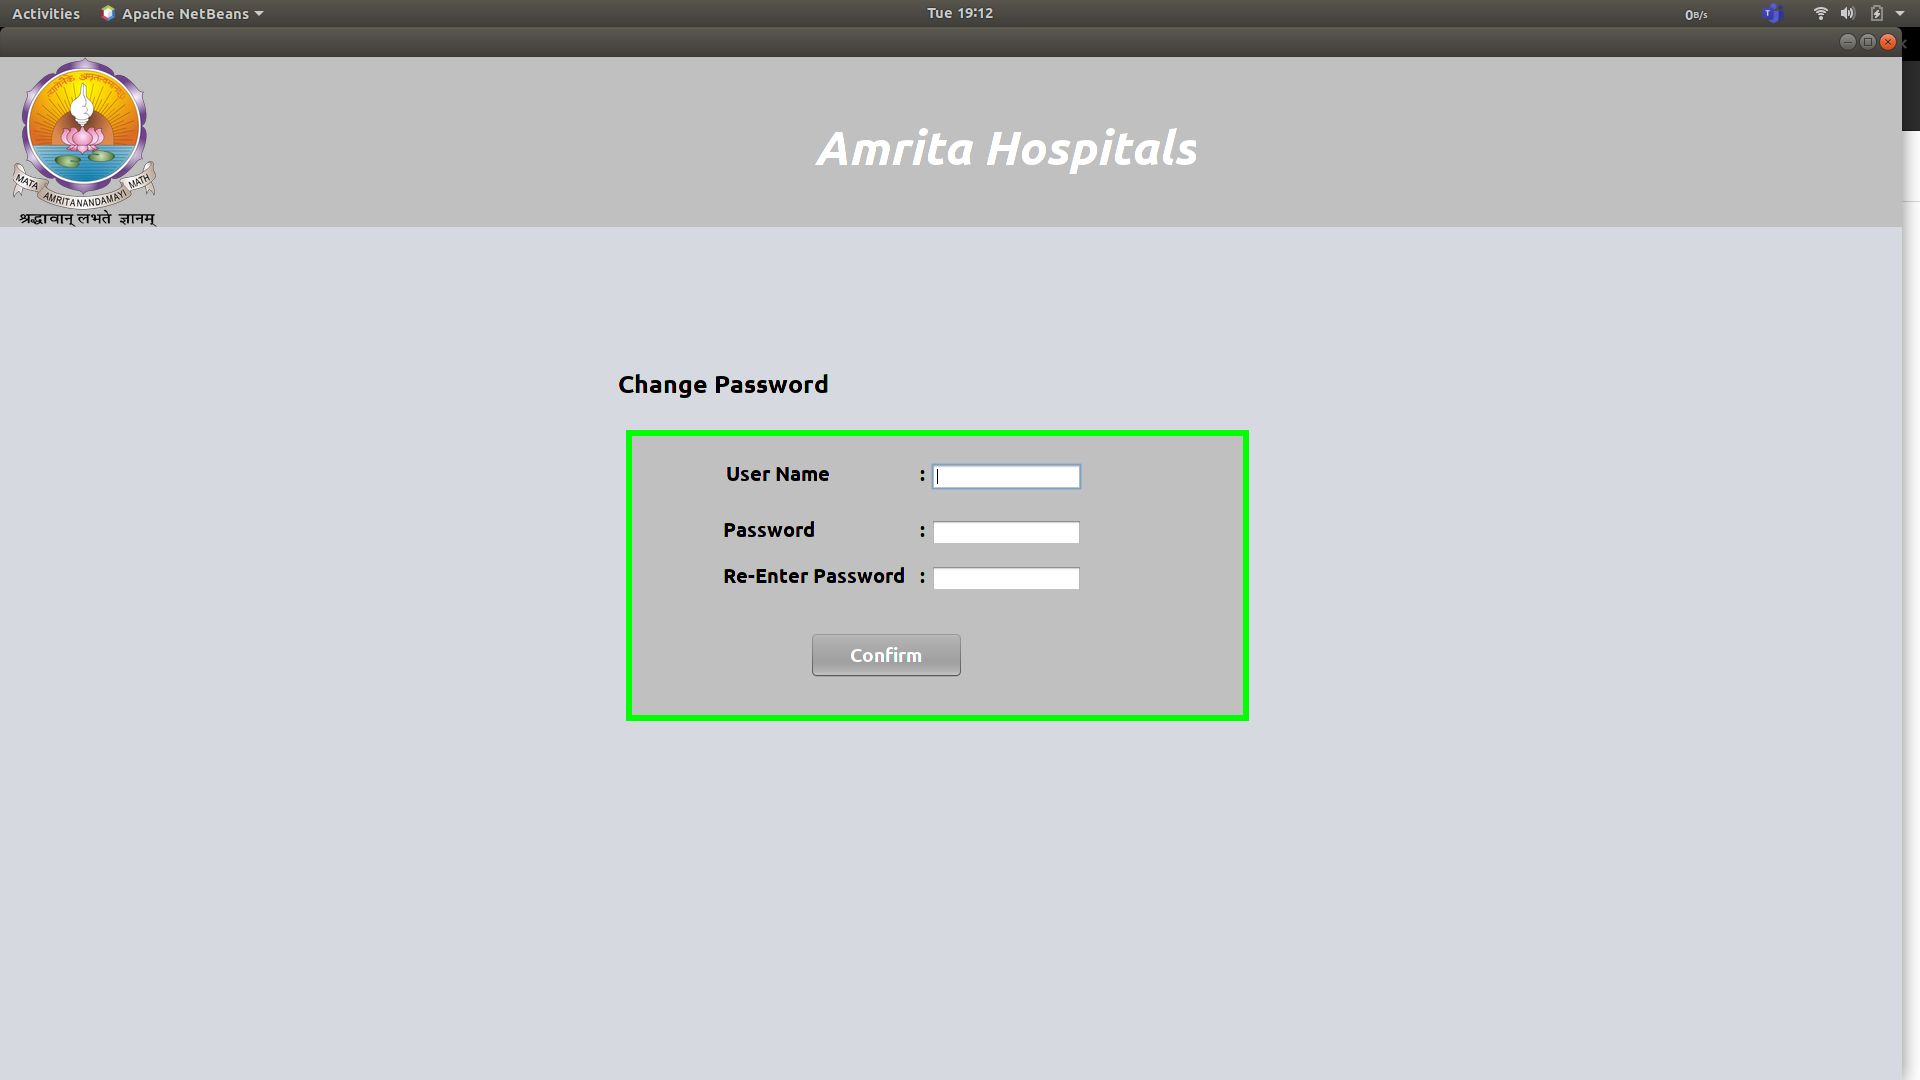 Activities Apache NetBeans Tue 19:12 0B/s
MATA AMRITANANDAMAYI MATH
श्रद्धावान् लभते ज्ञानम्
Amrita Hospitals
Change Password
User Name :
Password :
Re-Enter Password :
Confirm